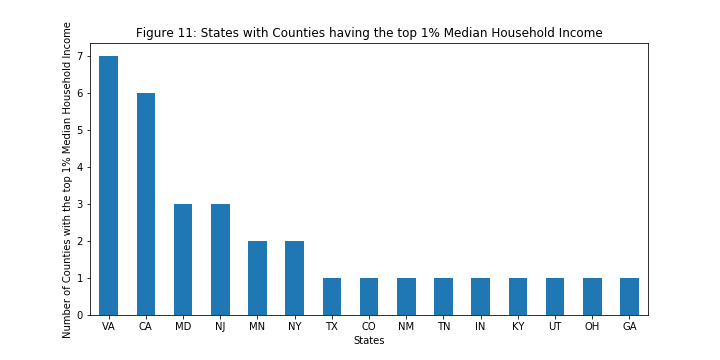 Figure 11: States with Counties having the top 1% Median Household Income
Number of Counties with the top 1% Median Household Income
7
6
5
4
3
2
1
0
VA CA MD NJ MN NY TX CO NM TN IN KY UT OH GA
States